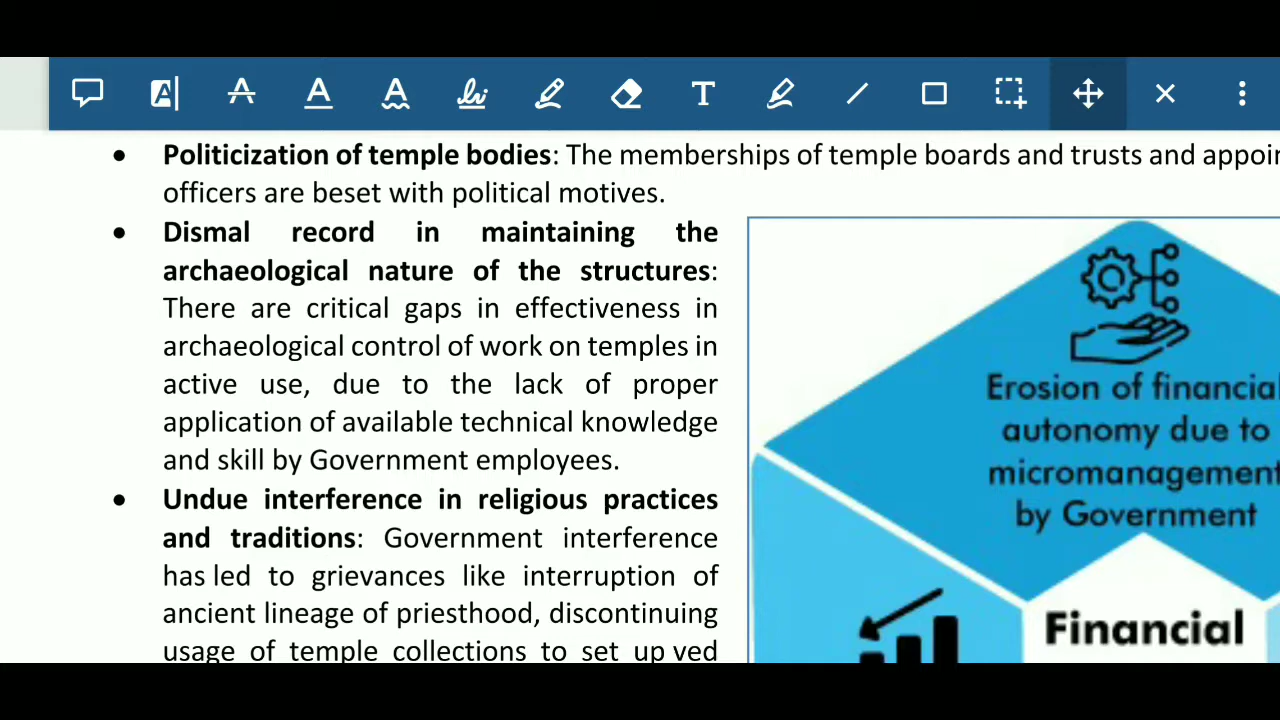 Politicization of temple bodies: The memberships of temple boards and trusts and
officers are beset with political motives.
Dismal record in maintaining the
archaeological nature of the structures:
There are critical gaps in effectiveness in
archaeological control of work on temples in
active use, due to the lack of proper
application of available technical knowledge
and skill by Government employees.
Undue interference in religious practices
and traditions: Government interference
has led to grievances like interruption of
ancient lineage of priesthood, discontinuing
usage of temple collections to set up ved
Erosion of financial
autonomy due to
micromanagement
by Government
Financial